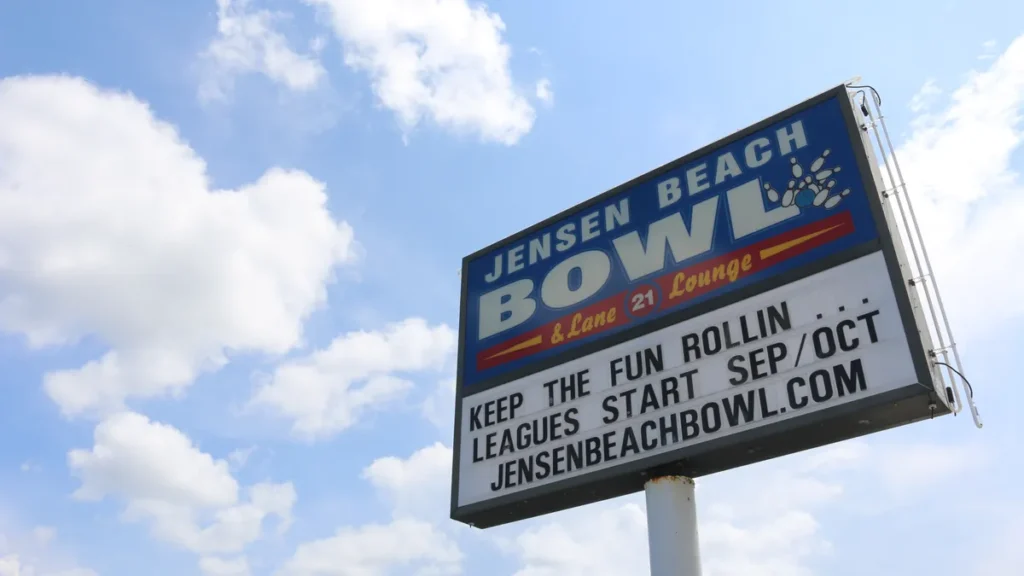 JENSEN BEACH
BOWL
& Lane 21 Lounge
KEEP THE FUN ROLLIN ...
LEAGUES START SEP/OCT
JENSENBEACHBOWL.COM